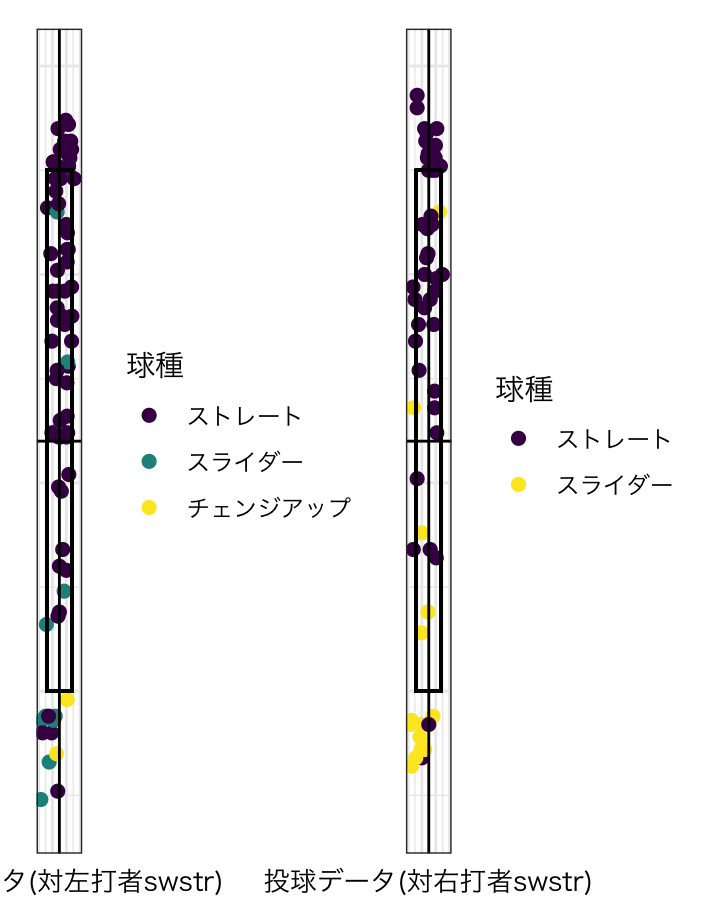 球種
ストレート
スライダー
チェンジアップ
球種
ストレート
スライダー
タ(対左打者swstr)
投球データ(対右打者swstr)